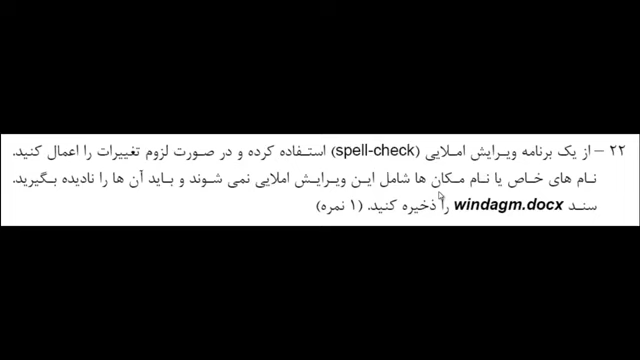 ۲۲ – از یک برنامه ویرایش املایی (spell-check) استفاده کرده و در صورت لزوم تغییرات را اعمال کنید.
نام های خاص یا نام مکان ها شامل این ویرایش املایی نمی شوند و باید آن ها را نادیده بگیرید.
سند windagm.docx را ذخیره کنید. (۱ نمره)